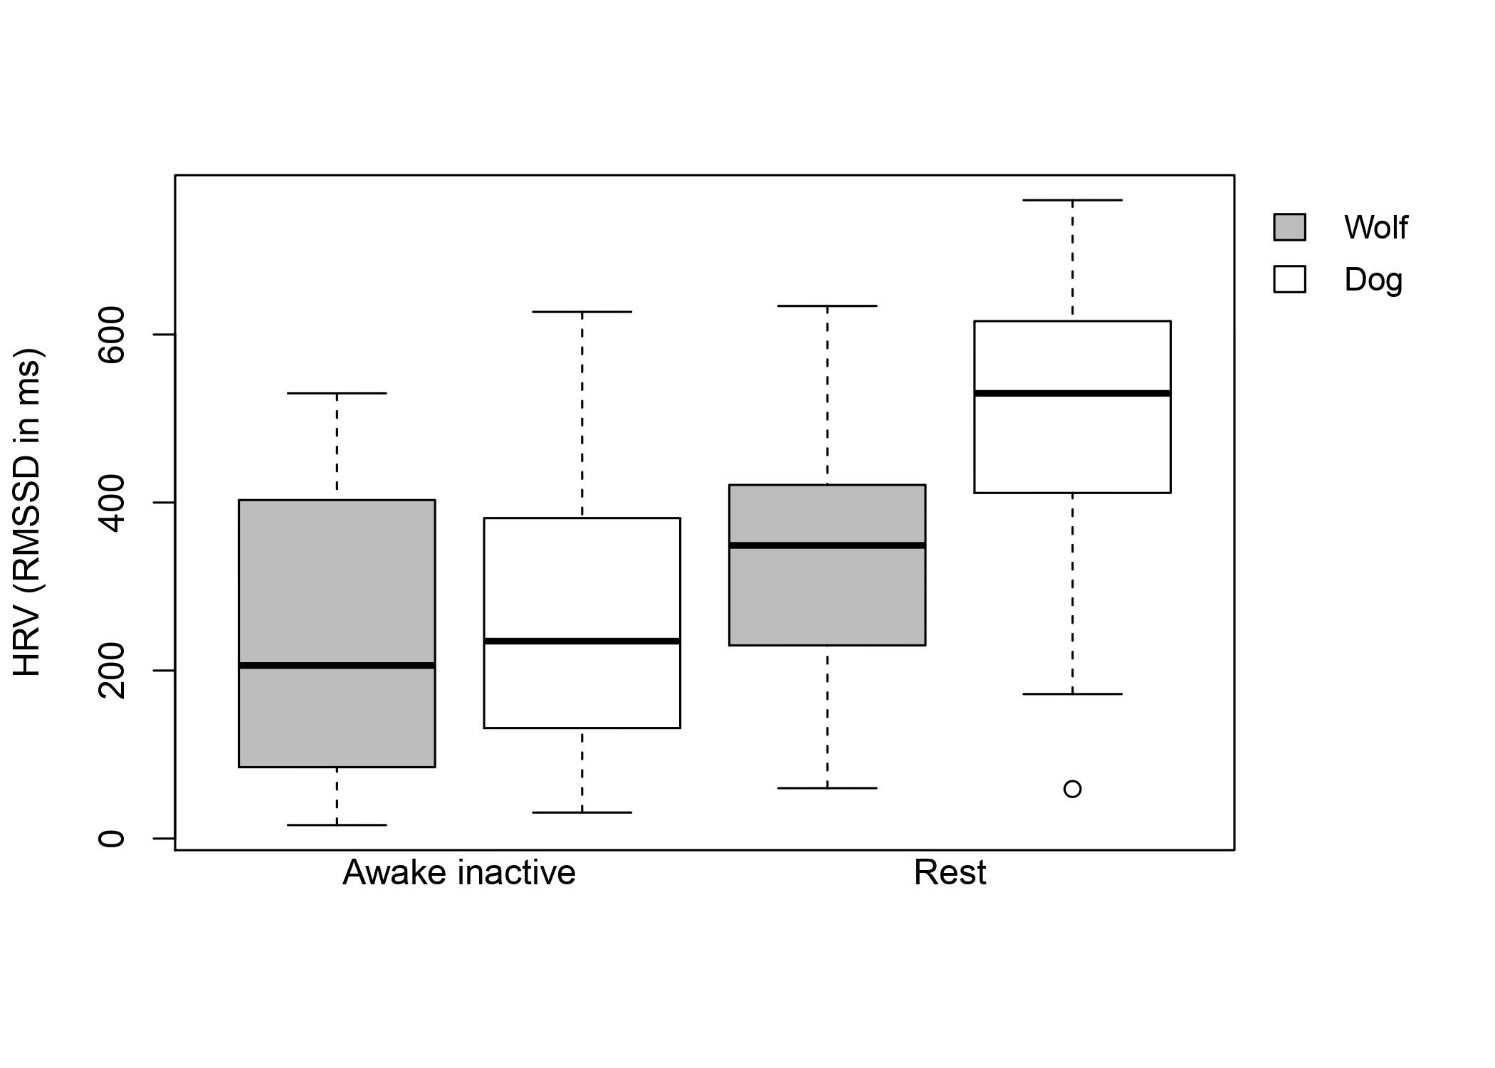 HRV (RMSSD in ms)
600
400
200
0
Awake inactive
Rest
Wolf
Dog